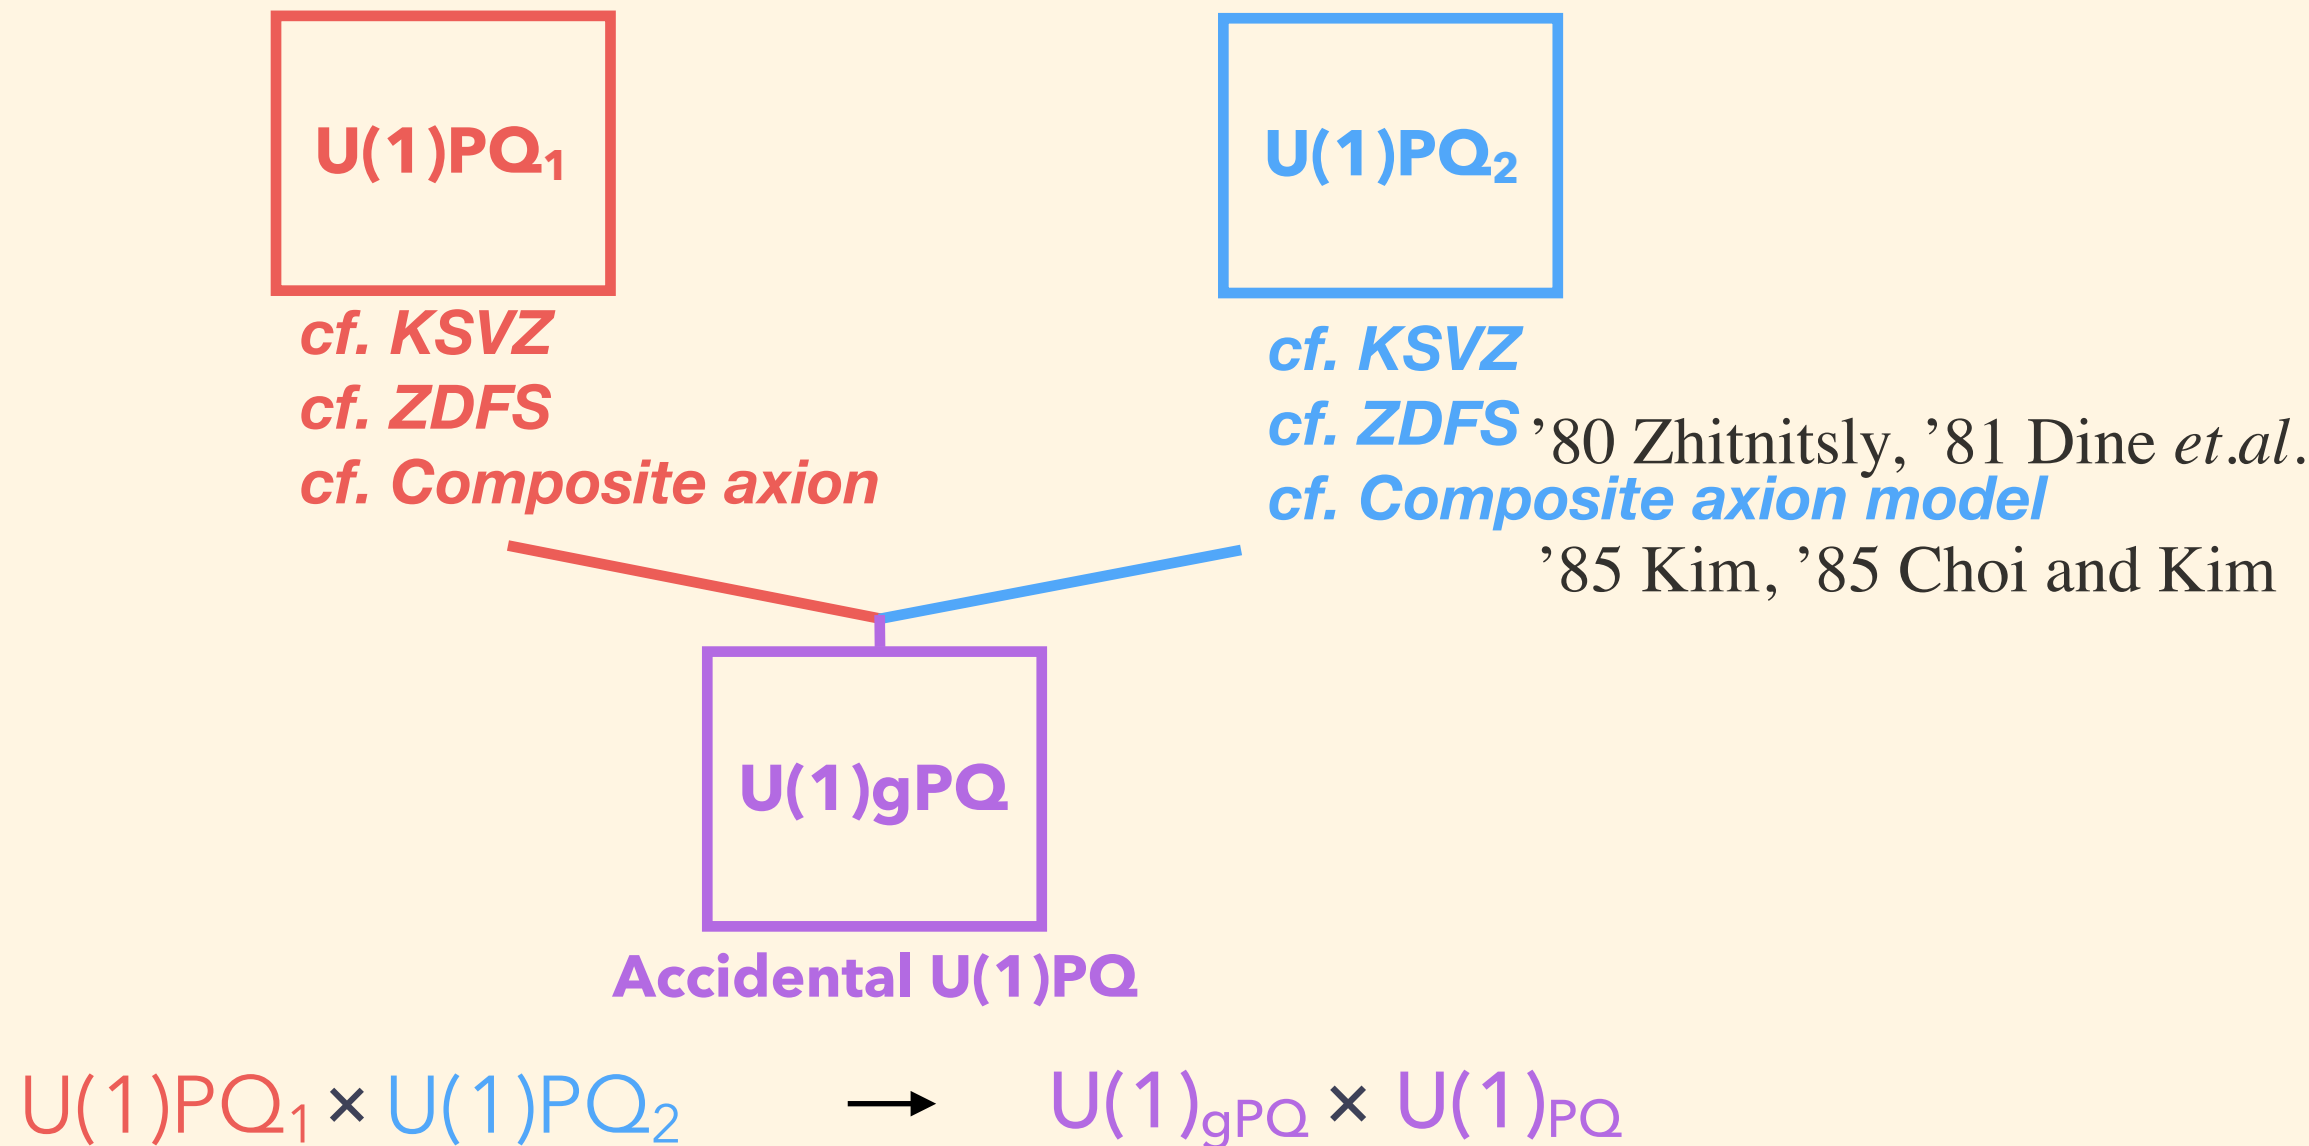 U(1)PQ₁
cf. KSVZ
cf. ZDFS
cf. Composite axion
U(1)PQ₂
cf. KSVZ
cf. ZDFS ’80 Zhitnitsly, ’81 Dine et.al.
cf. Composite axion model
’85 Kim, ’85 Choi and Kim
U(1)gPQ
Accidental U(1)PQ
U(1)PQ₁ × U(1)PQ₂ → U(1)gPQ × U(1)PQ